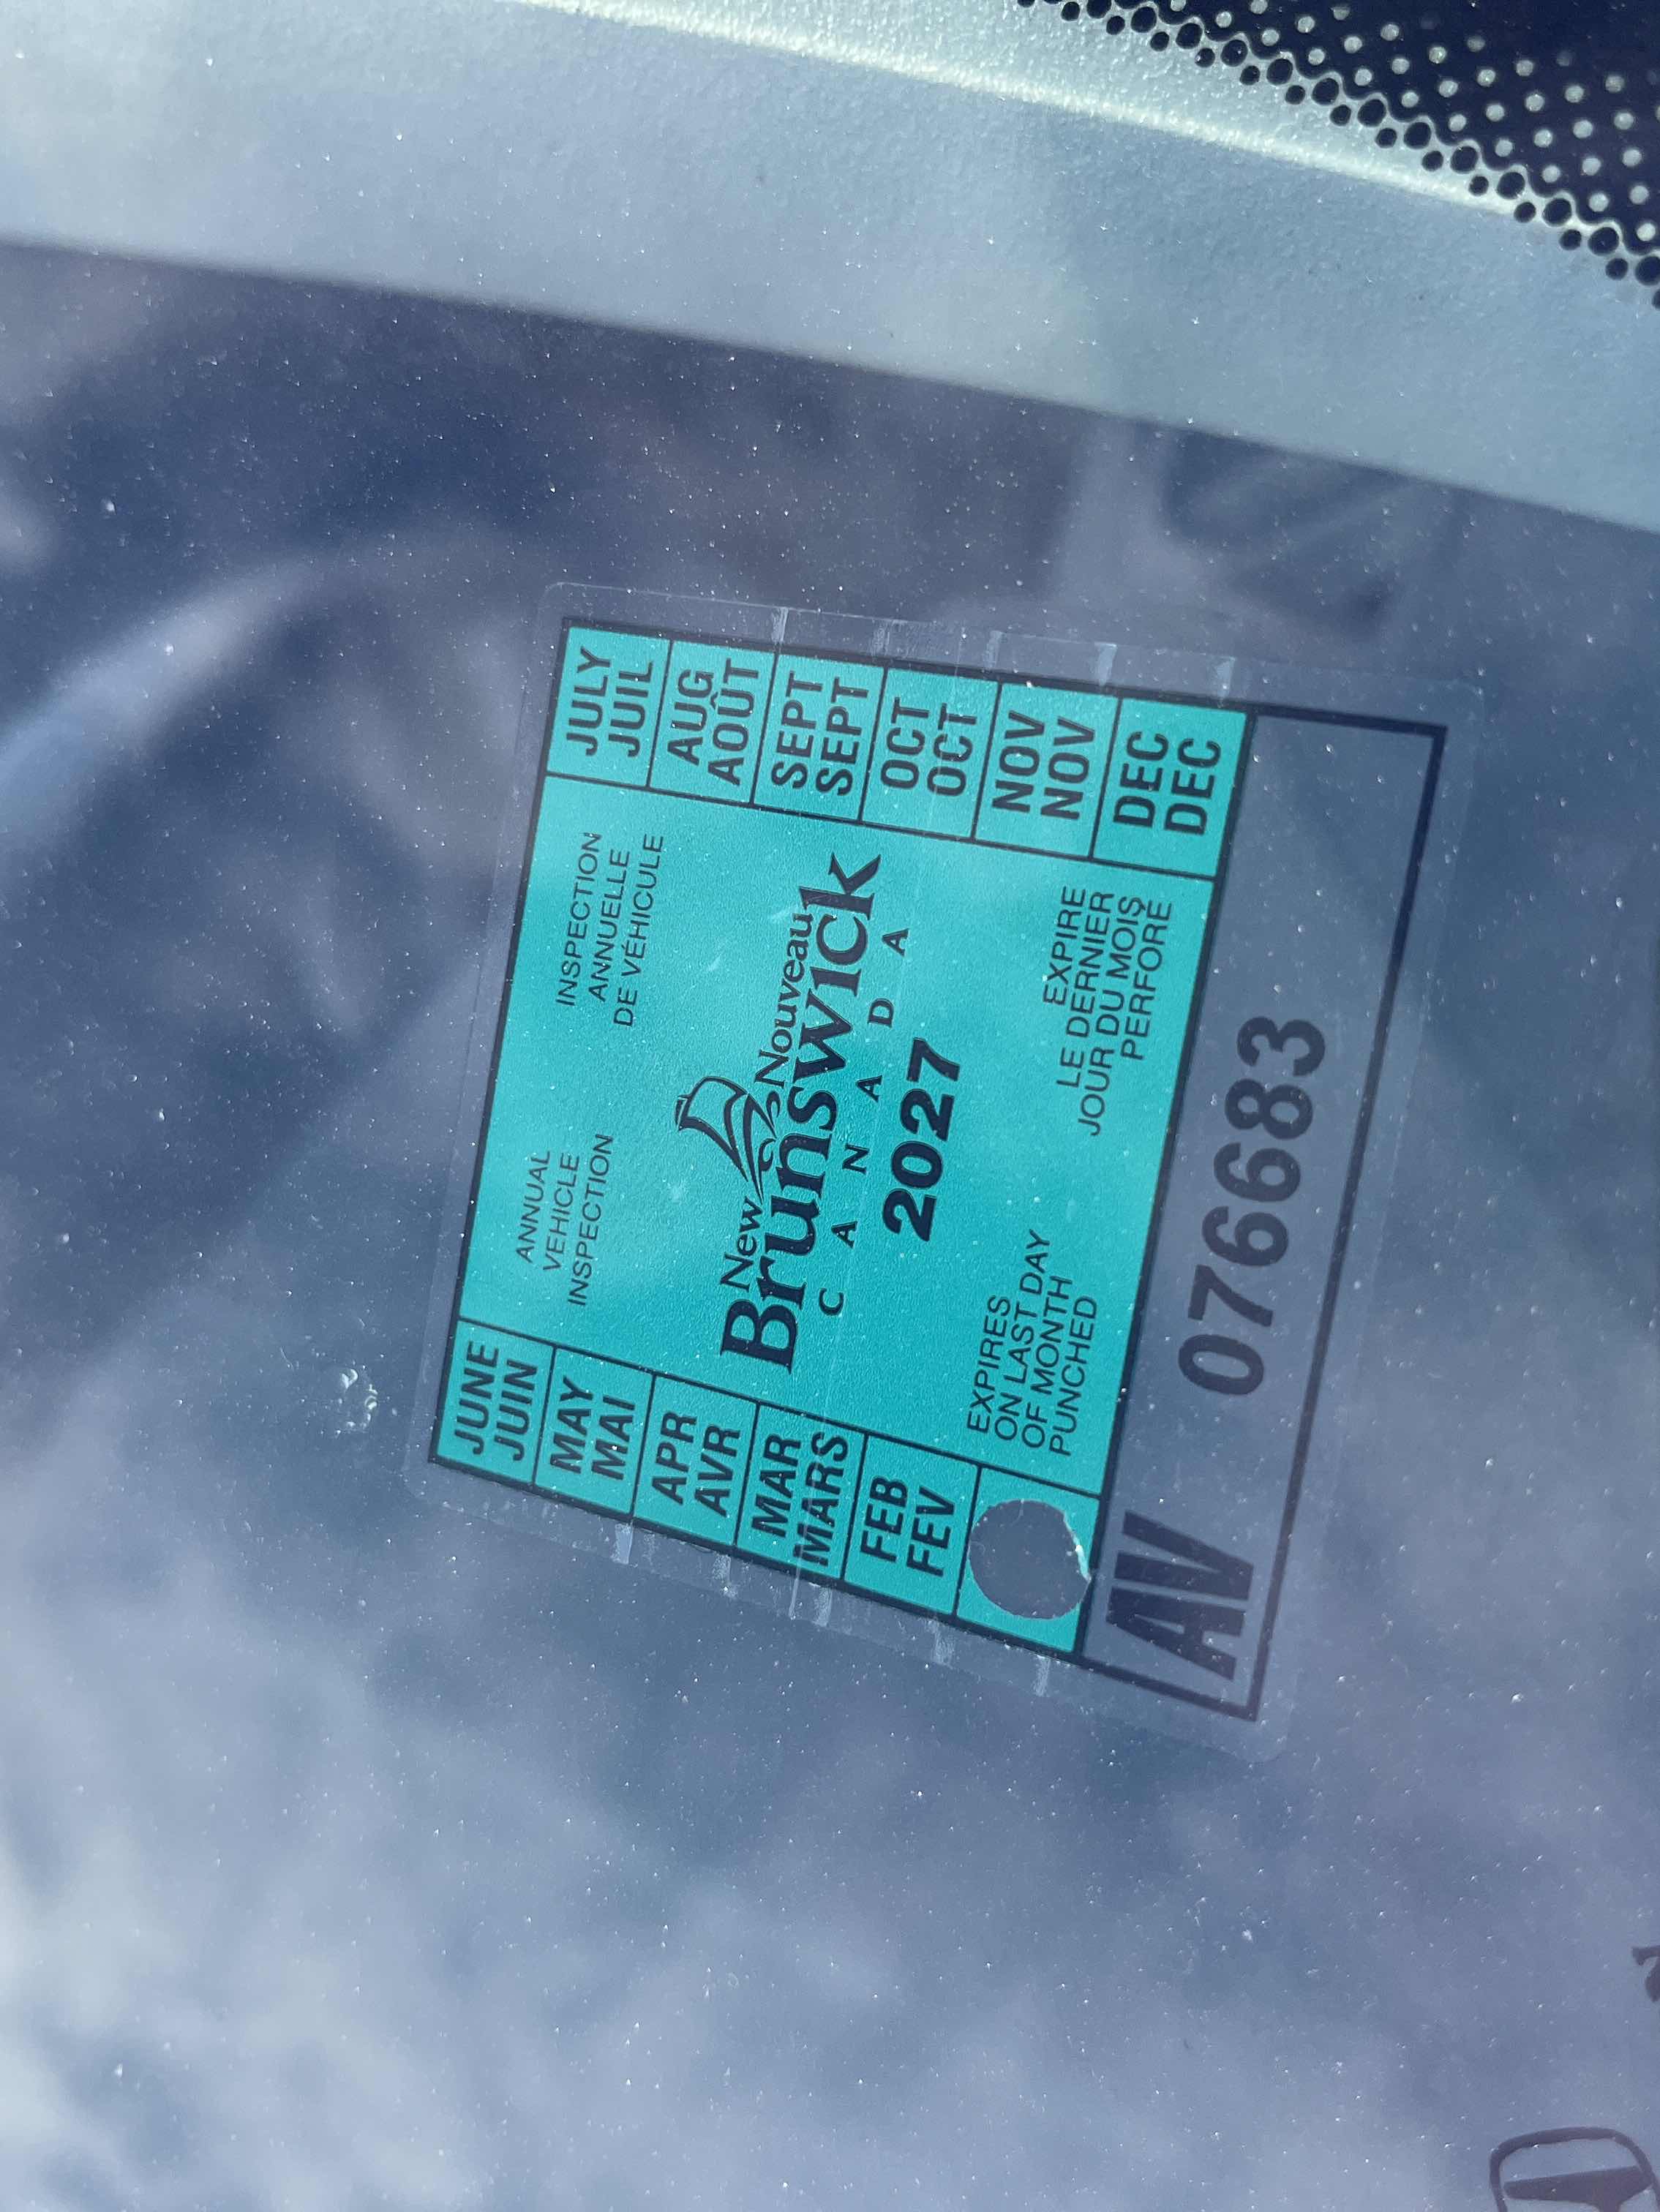 JUNE
JUIN
MAY
MAI
APR
AVR
MAR
MARS
FEB
FEV
ANNUAL
VEHICLE
INSPECTION
INSPECTION
ANNUELLE
DE VÉHICULE
New Nouveau
Brunswick
CANADA
2027
EXPIRES
ON LAST DAY
OF MONTH
PUNCHED
EXPIRE
LE DERNIER
JOUR DU MOIS
PERFORÉ
JULY
JUIL
AUG
AOÛT
SEPT
SEPT
OCT
OCT
NOV
NOV
DEC
DEC
AV 076683